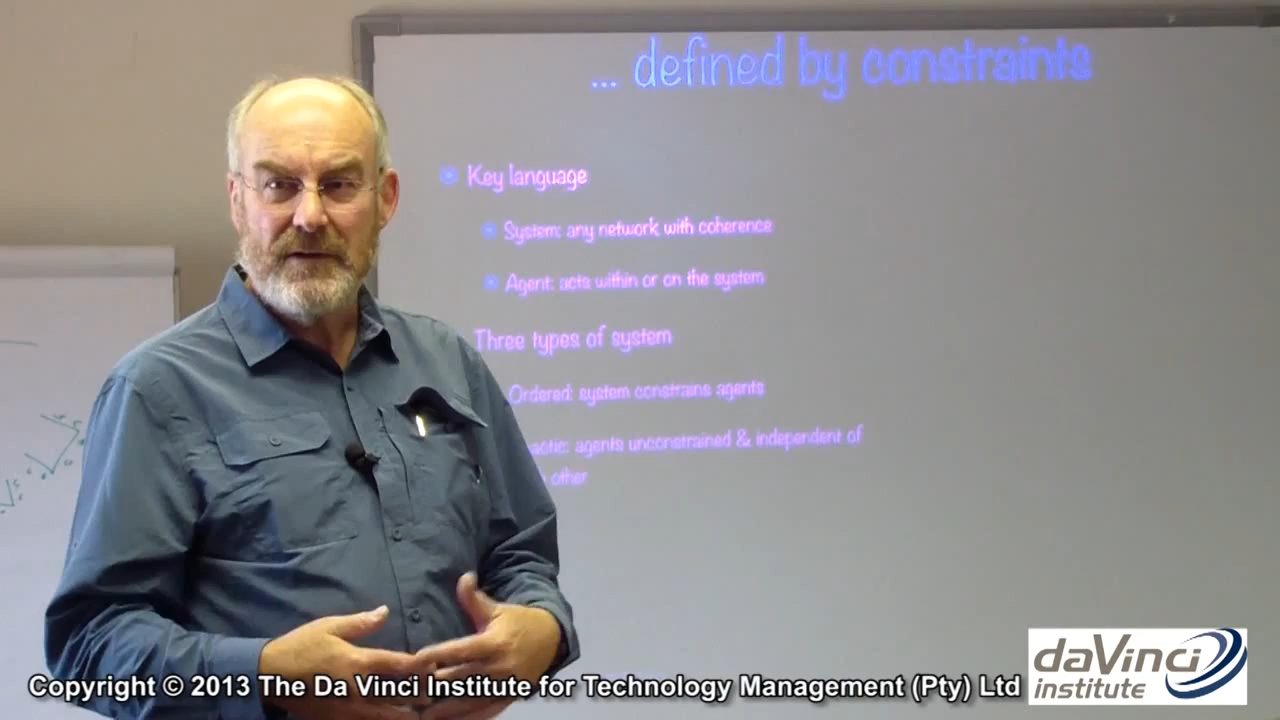 ... defined by constraints
Key language
System: any network with coherence
Agent: acts within or on the system
Three types of system
Ordered: system constrains agents
aotic: agents unconstrained & independent of
other
Copyright © 2013 The Da Vinci Institute for Technology Management (Pty) Ltd
daVinci
institute